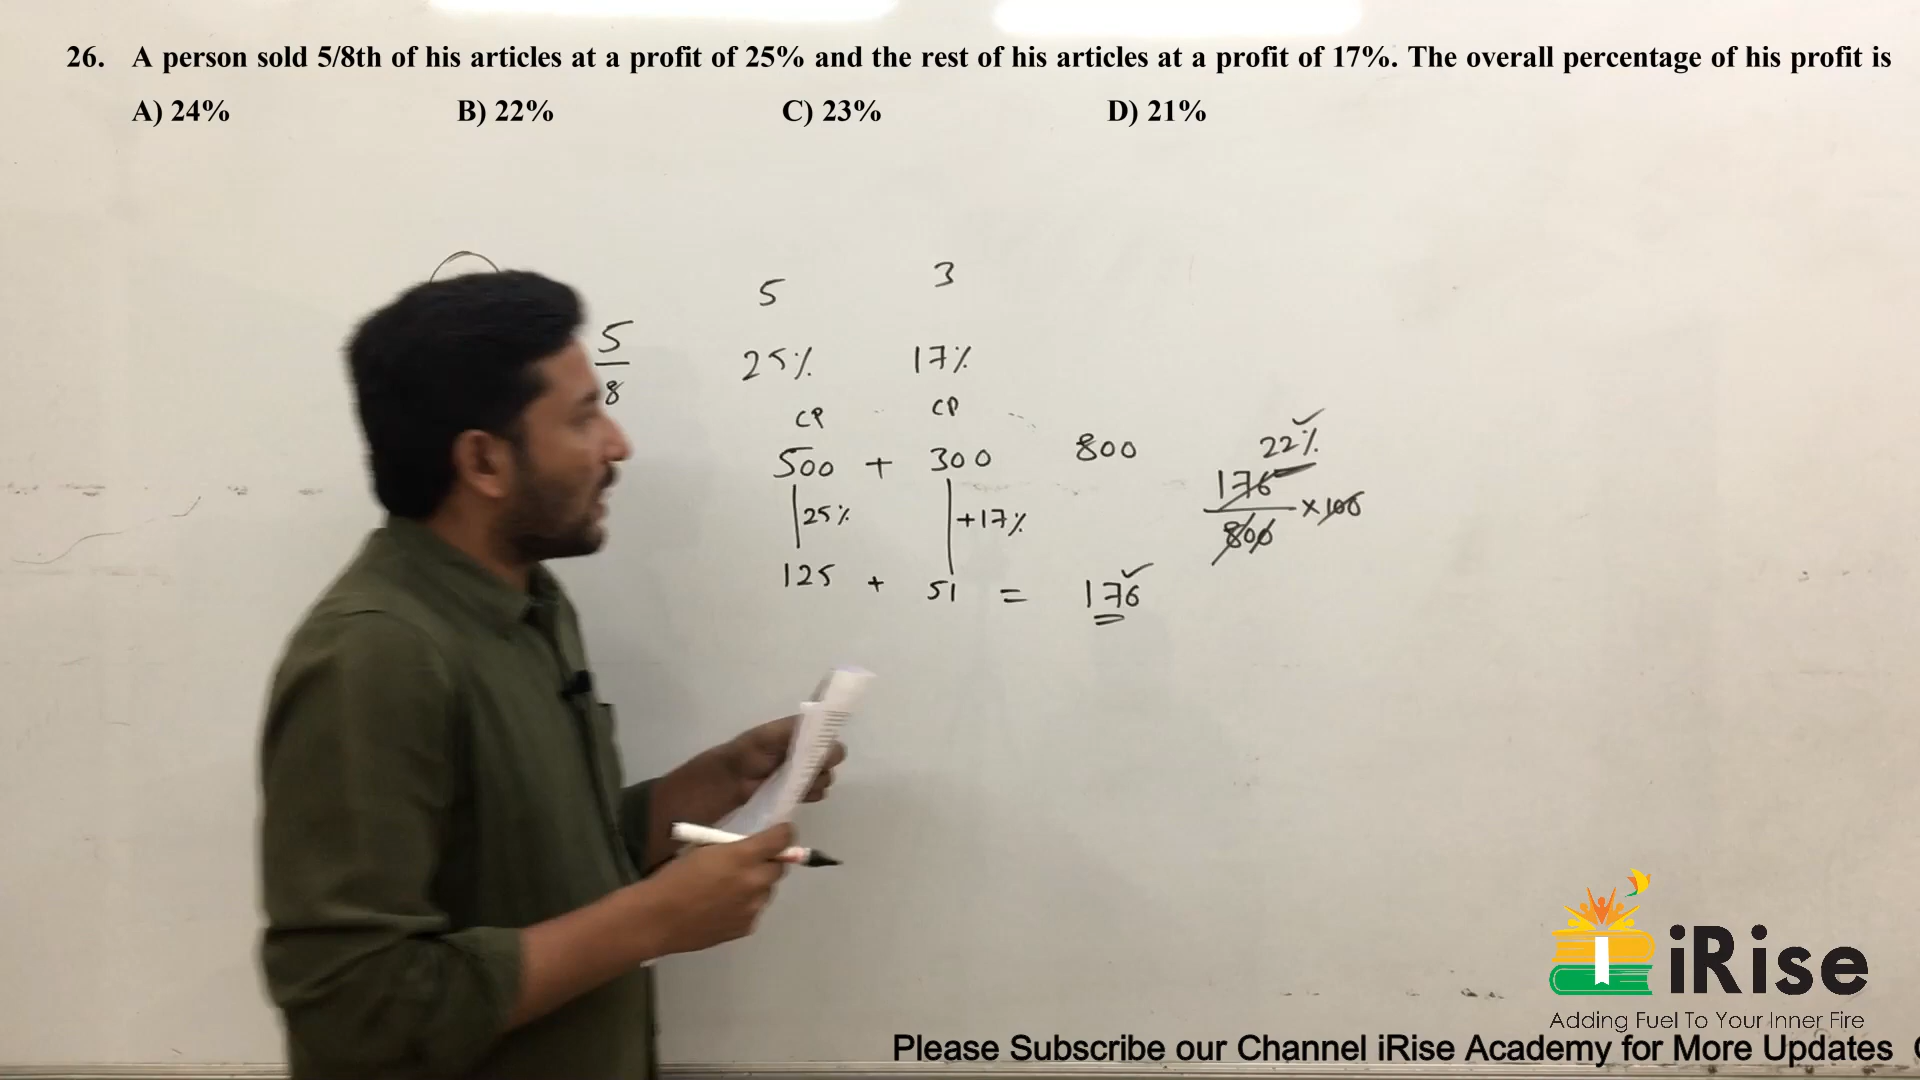 26. A person sold 5/8th of his articles at a profit of 25% and the rest of his articles at a profit of 17%. The overall percentage of his profit is
A) 24% B) 22% C) 23% D) 21%
5 3
5/8 25% 17%
CP CP
500 + 300 800
22%
176/800 × 100
25% +17%
125 + 51 = 176
iRise
Adding Fuel To Your Inner Fire
Please Subscribe our Channel iRise Academy for More Updates